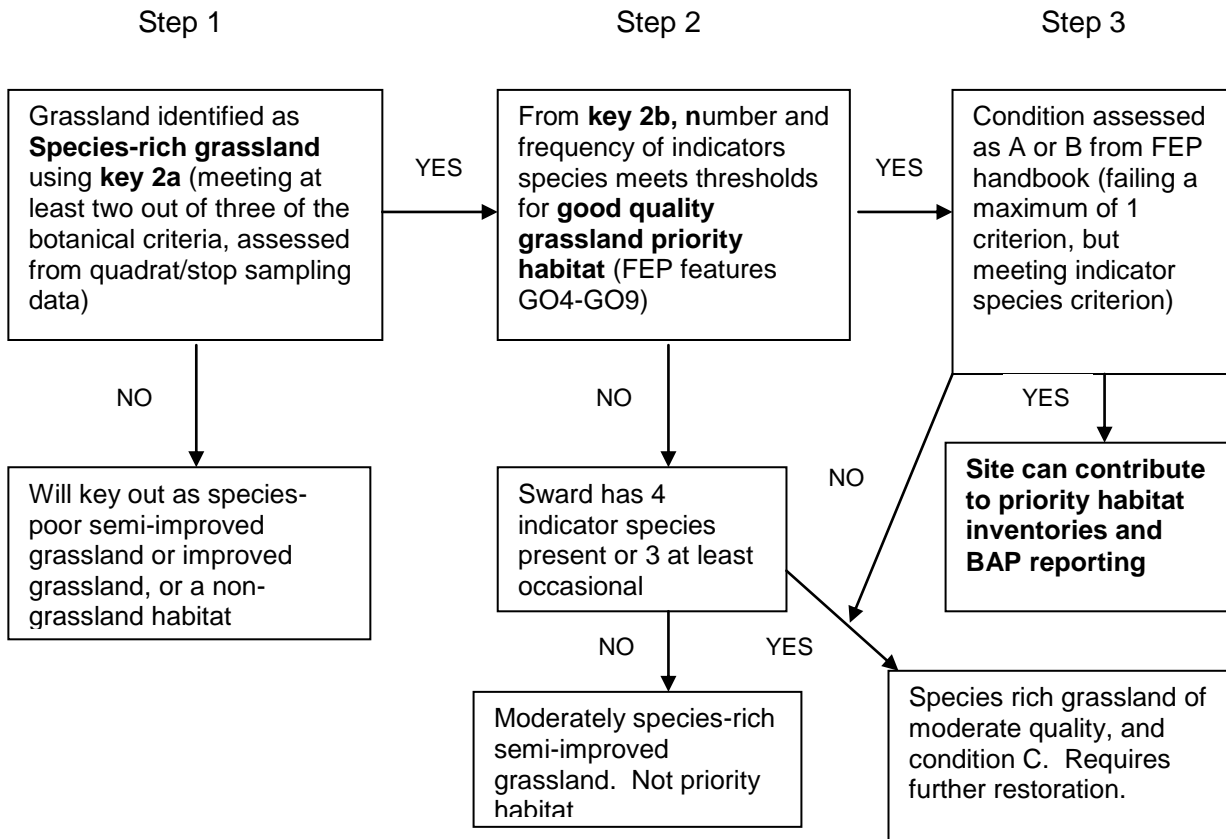 Step 1
Step 2
Step 3
Grassland identified as
Species-rich grassland
using key 2a (meeting at
least two out of three of the
botanical criteria, assessed
from quadrat/stop sampling
data)
YES
From key 2b, number and
frequency of indicators
species meets thresholds
for good quality
grassland priority
habitat (FEP features
GO4-GO9)
YES
Condition assessed
as A or B from FEP
handbook (failing a
maximum of 1
criterion, but
meeting indicator
species criterion)
NO
NO
YES
NO
Will key out as species-
poor semi-improved
grassland or improved
grassland, or a non-
grassland habitat
Sward has 4
indicator species
present or 3 at least
occasional
Site can contribute
to priority habitat
inventories and
BAP reporting
NO
YES
Moderately species-rich
semi-improved
grassland. Not priority
habitat
Species rich grassland of
moderate quality, and
condition C. Requires
further restoration.